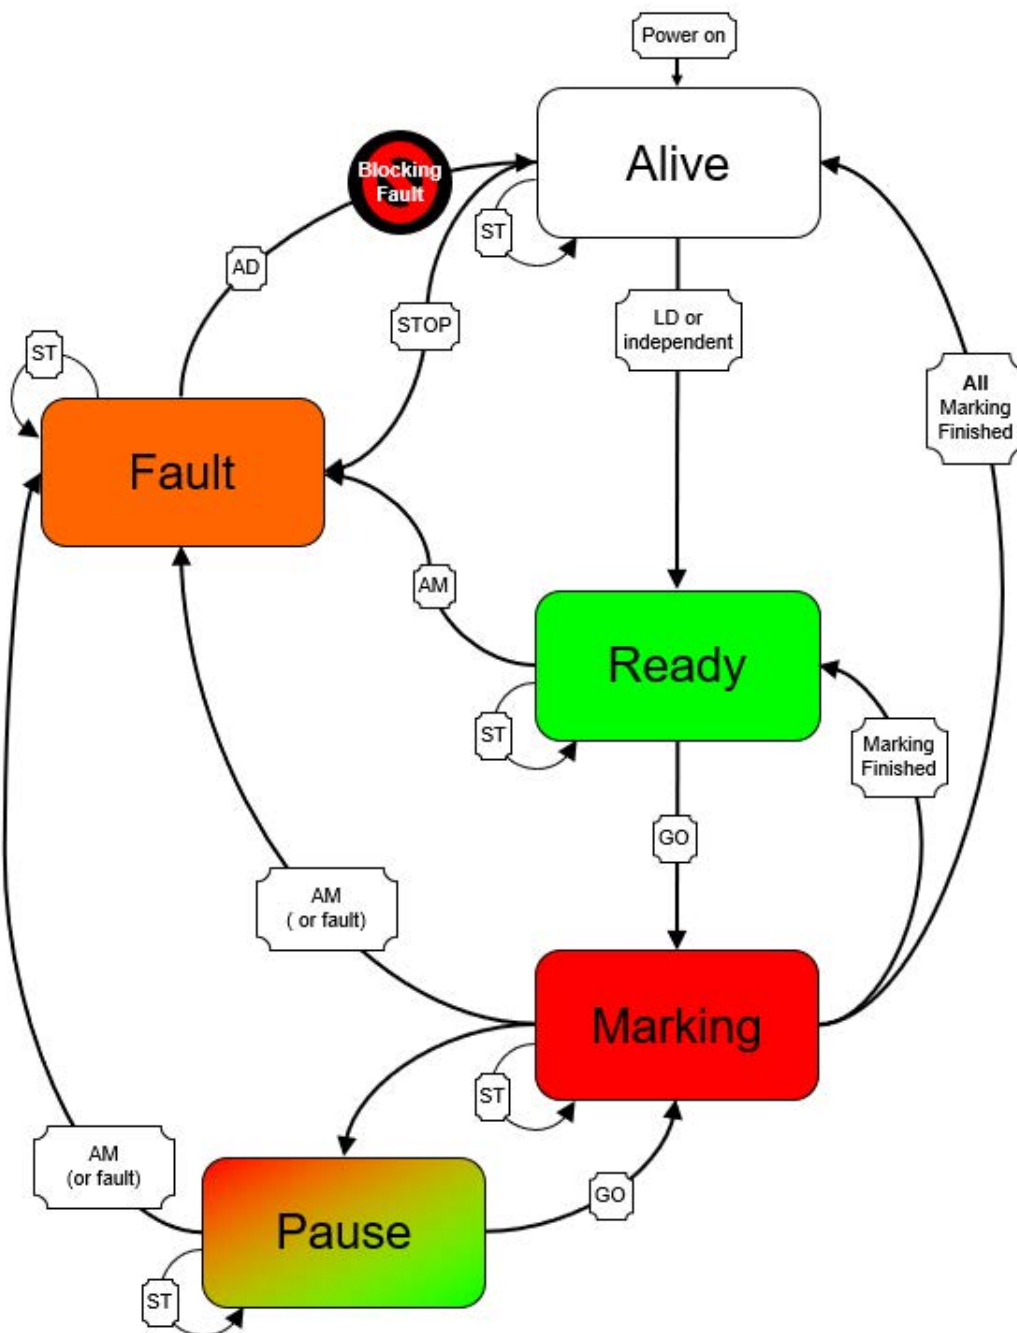 Power on
Alive
Blocking
Fault
ST
AD
STOP
LD or
independent
ST
All
Marking
Finished
Fault
AM
Ready
ST
Marking
Finished
GO
AM
( or fault)
Marking
ST
AM
(or fault)
Pause
GO
ST